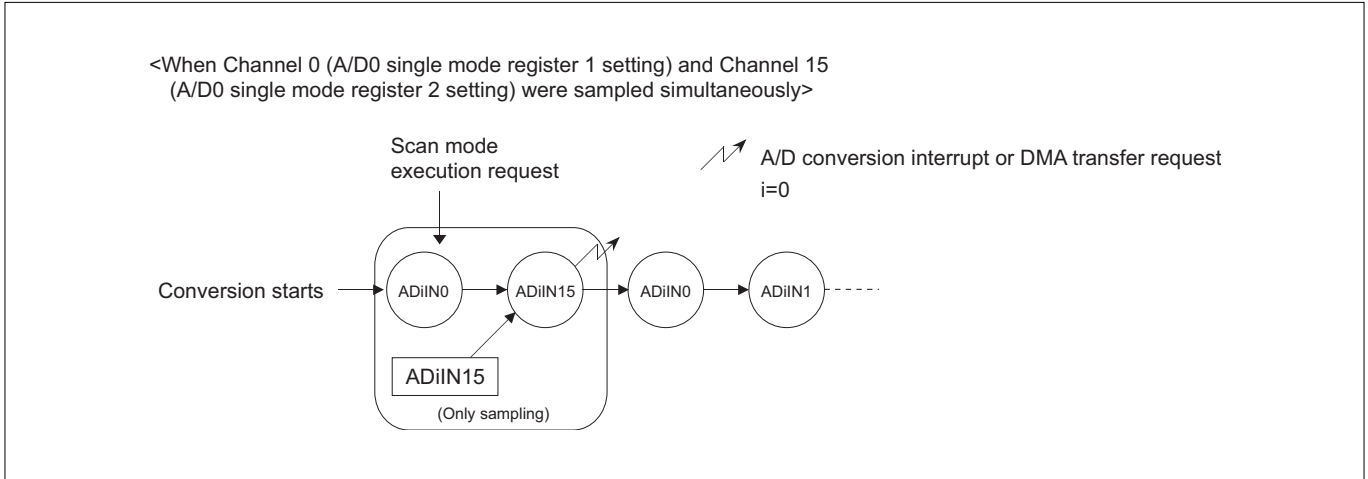 <When Channel 0 (A/D0 single mode register 1 setting) and Channel 15
(A/D0 single mode register 2 setting) were sampled simultaneously>
Scan mode
execution request
A/D conversion interrupt or DMA transfer request
i=0
Conversion starts
ADiIN0
ADiIN15
ADiIN0
ADiIN1
ADiIN15
(Only sampling)